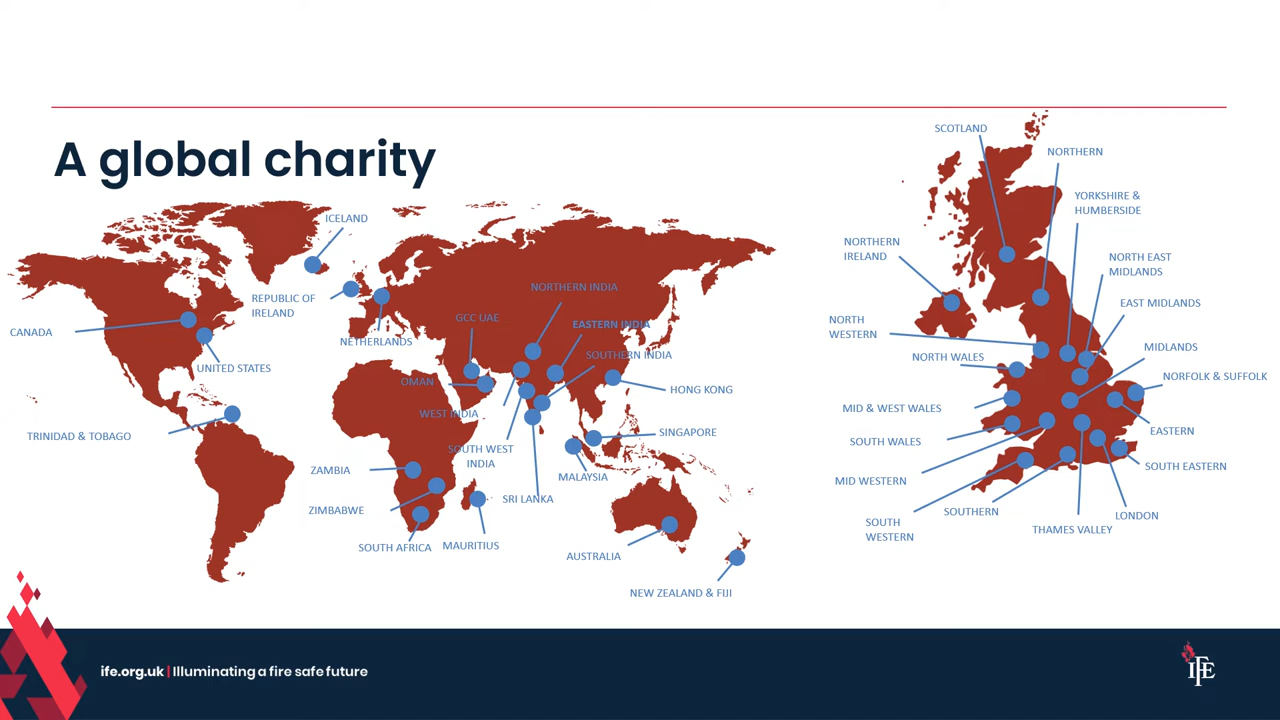 A global charity
ICELAND
REPUBLIC OF
IRELAND
CANADA
UNITED STATES
NETHERLANDS
TRINIDAD & TOBAGO
NORTHERN INDIA
GCC UAE
EASTERN INDIA
SOUTHERN INDIA
OMAN
HONG KONG
WEST INDIA
SOUTH WEST
INDIA
SINGAPORE
MALAYSIA
SRI LANKA
ZAMBIA
ZIMBABWE
SOUTH AFRICA
MAURITIUS
AUSTRALIA
NEW ZEALAND & FIJI
SCOTLAND
NORTHERN
YORKSHIRE &
HUMBERSIDE
NORTHERN
IRELAND
NORTH EAST
MIDLANDS
EAST MIDLANDS
NORTH
WESTERN
MIDLANDS
NORTH WALES
NORFOLK & SUFFOLK
MID & WEST WALES
EASTERN
SOUTH WALES
SOUTH EASTERN
MID WESTERN
SOUTHERN
LONDON
SOUTH
WESTERN
THAMES VALLEY
ife.org.uk | Illuminating a fire safe future
IFE